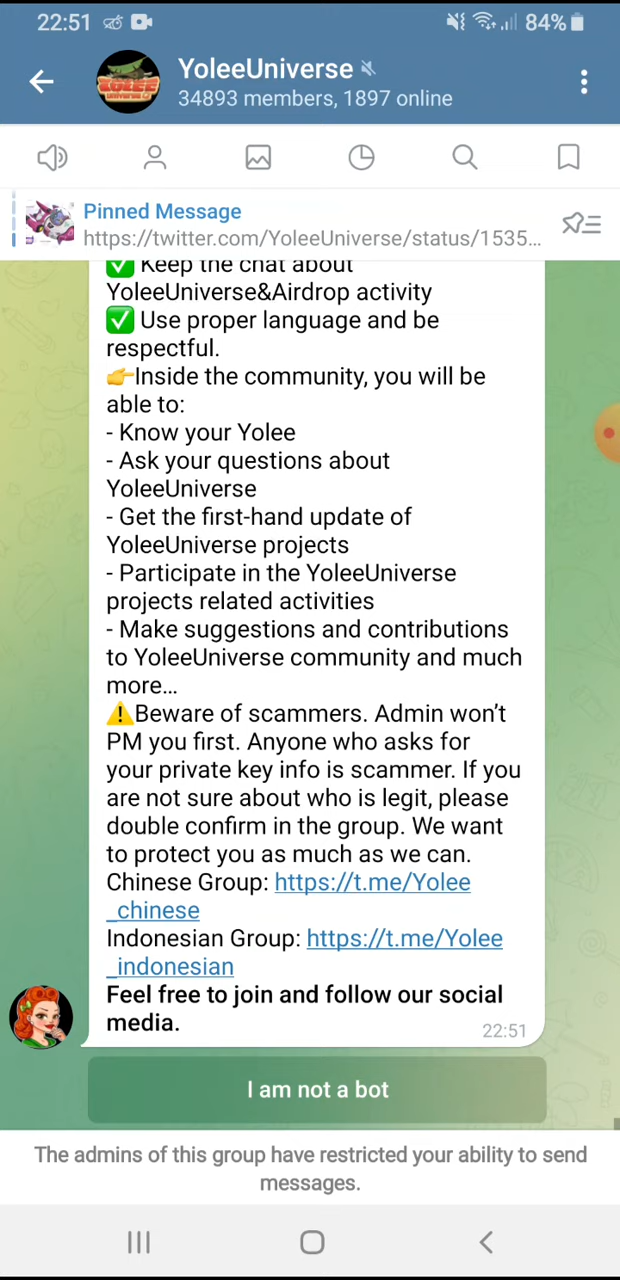 22:51
84%
YOLEE
UNIVERSE
YoleeUniverse
34893 members, 1897 online
Pinned Message
https://twitter.com/YoleeUniverse/status/1535...
✅ Keep the chat about
YoleeUniverse&Airdrop activity
✅ Use proper language and be
respectful.
👉Inside the community, you will be
able to:
- Know your Yolee
- Ask your questions about
YoleeUniverse
- Get the first-hand update of
YoleeUniverse projects
- Participate in the YoleeUniverse
projects related activities
- Make suggestions and contributions
to YoleeUniverse community and much
more...
⚠️Beware of scammers. Admin won’t
PM you first. Anyone who asks for
your private key info is scammer. If you
are not sure about who is legit, please
double confirm in the group. We want
to protect you as much as we can.
Chinese Group: https://t.me/Yolee
_chinese
Indonesian Group: https://t.me/Yolee
_indonesian
Feel free to join and follow our social
media.
22:51
I am not a bot
The admins of this group have restricted your ability to send
messages.